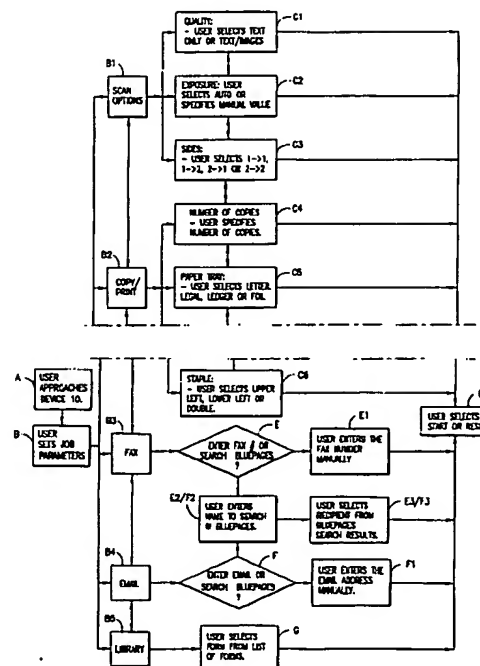 QUALITY:
- USER SELECTS TEXT
ONLY OR TEXT/IMAGES
C1
B1
SCAN
OPTIONS
EXPOSURE: USER
SELECTS AUTO OR
SPECIFIES MANUAL VALUE
C2
SIDES:
- USER SELECTS 1->1,
1->2, 2->1 OR 2->2
C3
NUMBER OF COPIES
- USER SPECIFIES
NUMBER OF COPIES.
C4
B2
COPY/
PRINT
PAPER TRAY:
- USER SELECTS LETTER,
LEGAL, LEDGER OR FOIL
C5
A
USER
APPROACHES
DEVICE 10.
STAPLE:
- USER SELECTS UPPER
LEFT, LOWER LEFT OR
DOUBLE.
C6
USER SELECTS
START OR
B
USER
SETS JOB
PARAMETERS
B3
FAX
E
ENTER FAX # OR
SEARCH BLUEPAGES
?
E1
USER ENTERS THE
FAX NUMBER
MANUALLY
E2/F2
USER ENTERS
NAME TO SEARCH
IN BLUEPAGES.
E3/F3
USER SELECTS
RECIPIENT FROM
BLUEPAGES
SEARCH RESULTS.
B4
EMAIL
F
ENTER EMAIL OR
SEARCH BLUEPAGES
?
F1
USER ENTERS THE
EMAIL ADDRESS
MANUALLY.
B5
LIBRARY
G
USER SELECTS
FORM FROM LIST
OF FORMS.